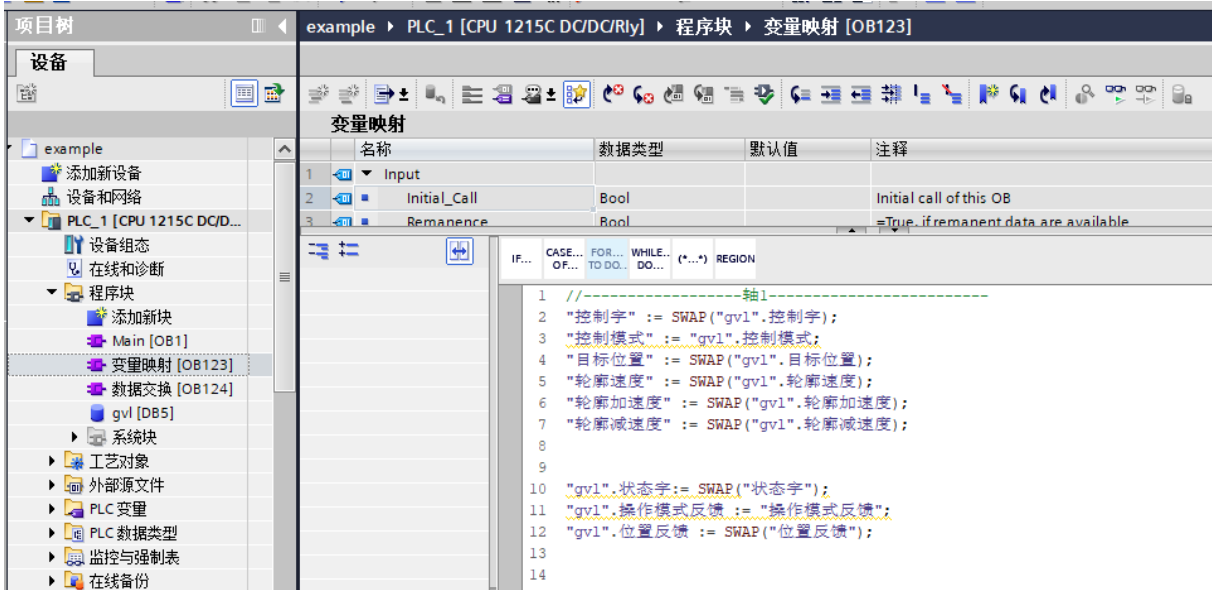 项目树
example ▸ PLC_1 [CPU 1215C DC/DC/Rly] ▸ 程序块 ▸ 变量映射 [OB123]
设备
变量映射
名称 数据类型 默认值 注释
1 Input
2 Initial_Call Bool Initial call of this OB
3 Remanence Bool =True, if remanent data are available
example
添加新设备
设备和网络
PLC_1 [CPU 1215C DC/D...
设备组态
在线和诊断
程序块
添加新块
Main [OB1]
变量映射 [OB123]
数据交换 [OB124]
gvl [DB5]
系统块
工艺对象
外部源文件
PLC 变量
PLC 数据类型
监控与强制表
在线备份
IF... CASE... OF... FOR... TO DO... WHILE... DO... (*...*) REGION
1 //------------------轴1-------------------------
2 "控制字" := SWAP("gvl".控制字);
3 "控制模式" := "gvl".控制模式;
4 "目标位置" := SWAP("gvl".目标位置);
5 "轮廓速度" := SWAP("gvl".轮廓速度);
6 "轮廓加速度" := SWAP("gvl".轮廓加速度);
7 "轮廓减速度" := SWAP("gvl".轮廓减速度);
8
9
10 "gvl".状态字:= SWAP("状态字");
11 "gvl".操作模式反馈 := "操作模式反馈";
12 "gvl".位置反馈 := SWAP("位置反馈");
13
14